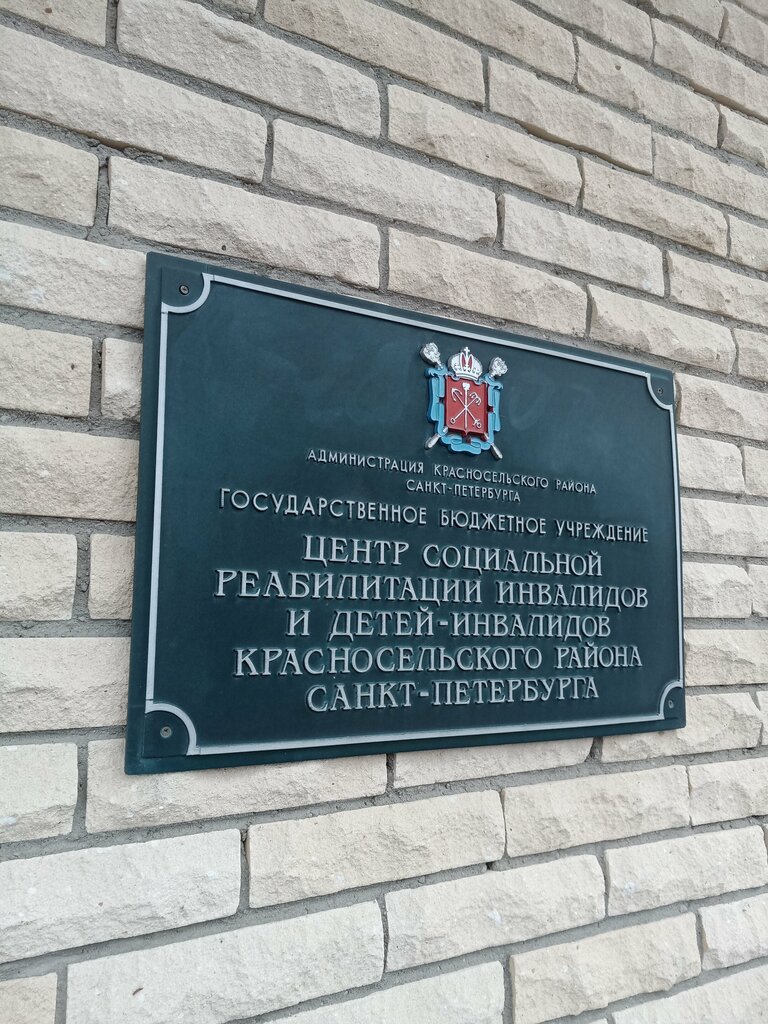 АДМИНИСТРАЦИЯ КРАСНОСЕЛЬСКОГО РАЙОНА
САНКТ-ПЕТЕРБУРГА
ГОСУДАРСТВЕННОЕ БЮДЖЕТНОЕ УЧРЕЖДЕНИЕ
ЦЕНТР СОЦИАЛЬНОЙ
РЕАБИЛИТАЦИИ ИНВАЛИДОВ
И ДЕТЕЙ-ИНВАЛИДОВ
КРАСНОСЕЛЬСКОГО РАЙОНА
САНКТ-ПЕТЕРБУРГА